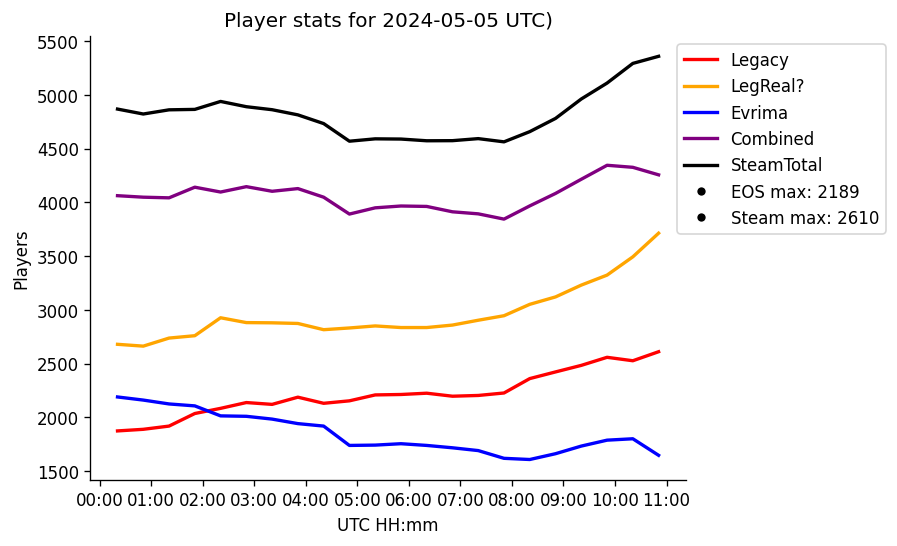 Player stats for 2024-05-05 UTC)
Players
5500
5000
4500
4000
3500
3000
2500
2000
1500
00:00 01:00 02:00 03:00 04:00 05:00 06:00 07:00 08:00 09:00 10:00 11:00
UTC HH:mm
Legacy
LegReal?
Evrima
Combined
SteamTotal
EOS max: 2189
Steam max: 2610